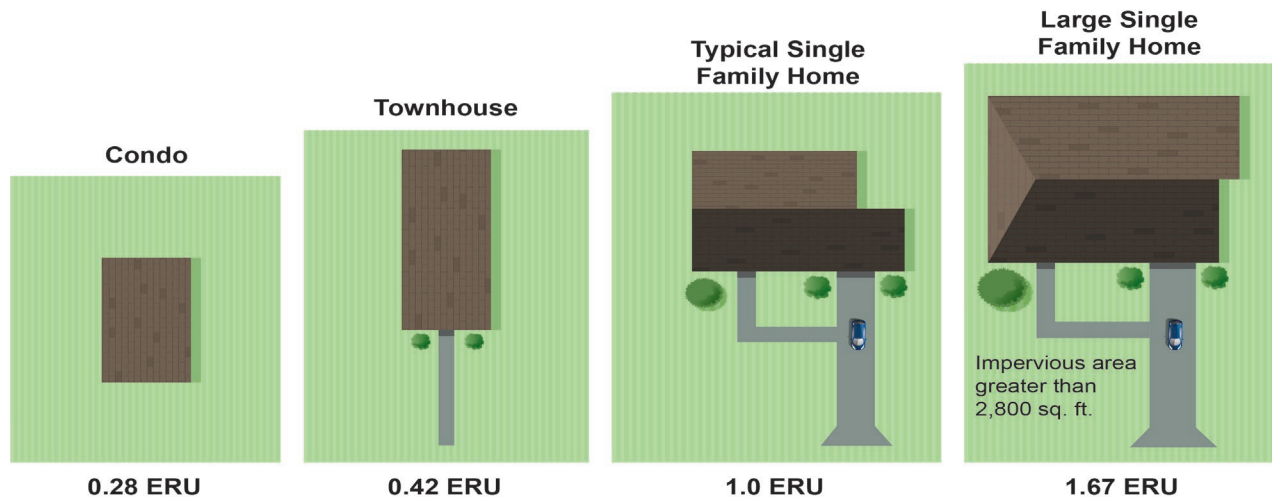 Condo
0.28 ERU
Townhouse
0.42 ERU
Typical Single
Family Home
1.0 ERU
Large Single
Family Home
Impervious area
greater than
2,800 sq. ft.
1.67 ERU